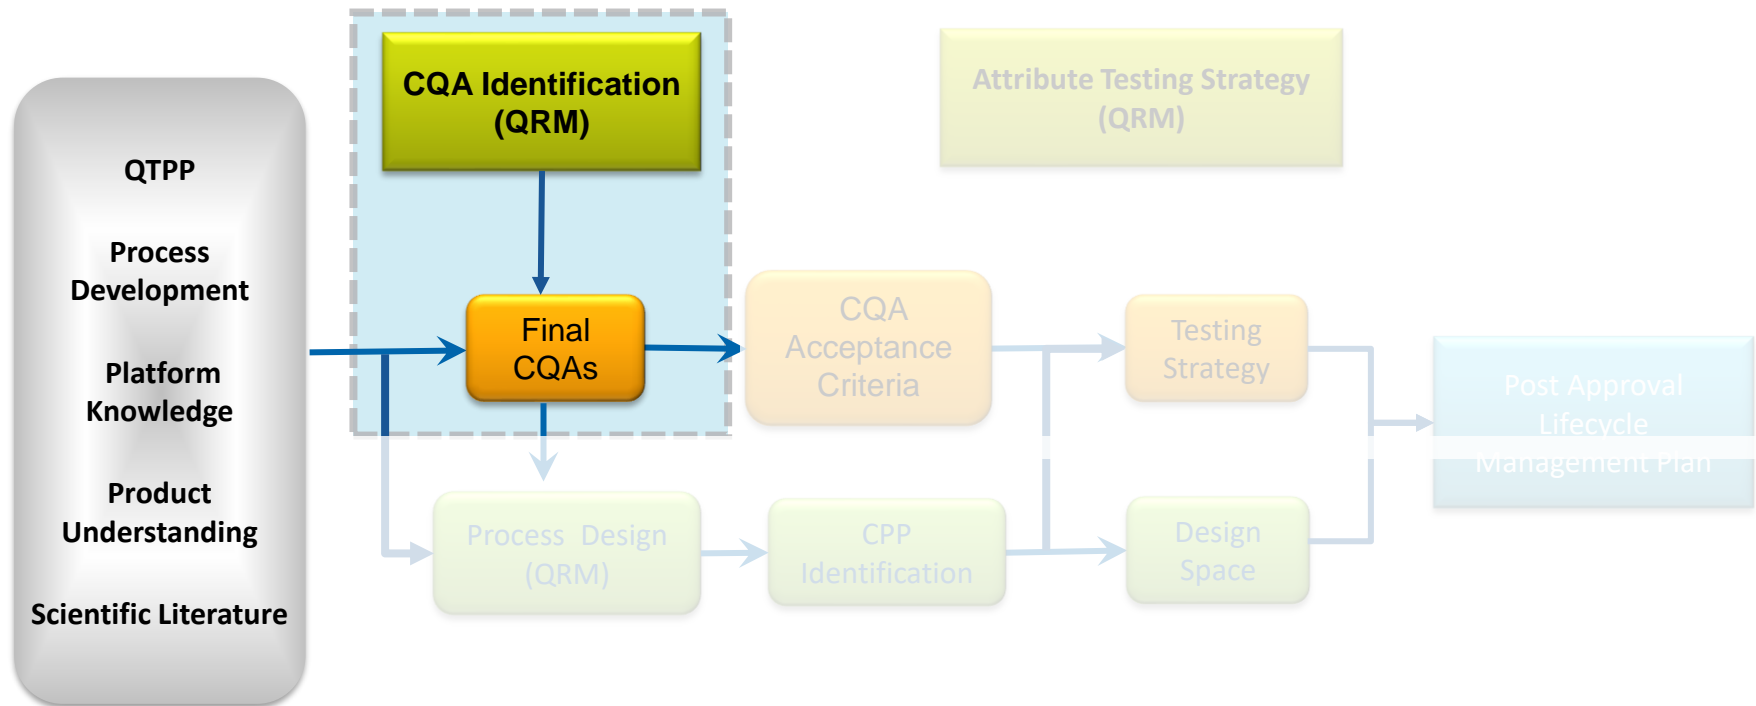 QTPP
Process
Development
Platform
Knowledge
Product
Understanding
Scientific Literature
CQA Identification
(QRM)
Final
CQAs
Attribute Testing Strategy
(QRM)
CQA
Acceptance
Criteria
Testing
Strategy
Process Design
(QRM)
CPP
Identification
Design
Space
Post Approval
Lifecycle
Management Plan